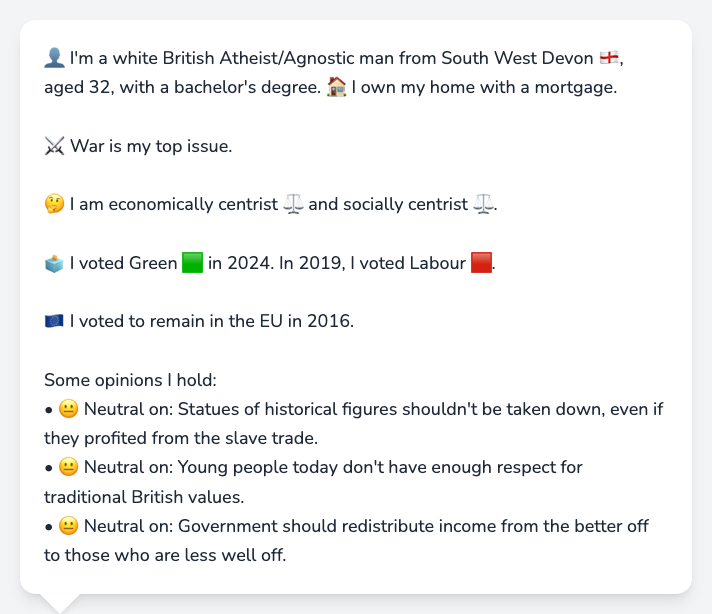 👤 I'm a white British Atheist/Agnostic man from South West Devon 🏴󠁧󠁢󠁥󠁮󠁧󠁿,
aged 32, with a bachelor's degree. 🏠 I own my home with a mortgage.
⚔️ War is my top issue.
🤔 I am economically centrist ⚖️ and socially centrist ⚖️.
🗳️ I voted Green 🟩 in 2024. In 2019, I voted Labour 🟥.
🇪🇺 I voted to remain in the EU in 2016.
Some opinions I hold:
• 😐 Neutral on: Statues of historical figures shouldn't be taken down, even if
they profited from the slave trade.
• 😐 Neutral on: Young people today don't have enough respect for
traditional British values.
• 😐 Neutral on: Government should redistribute income from the better off
to those who are less well off.